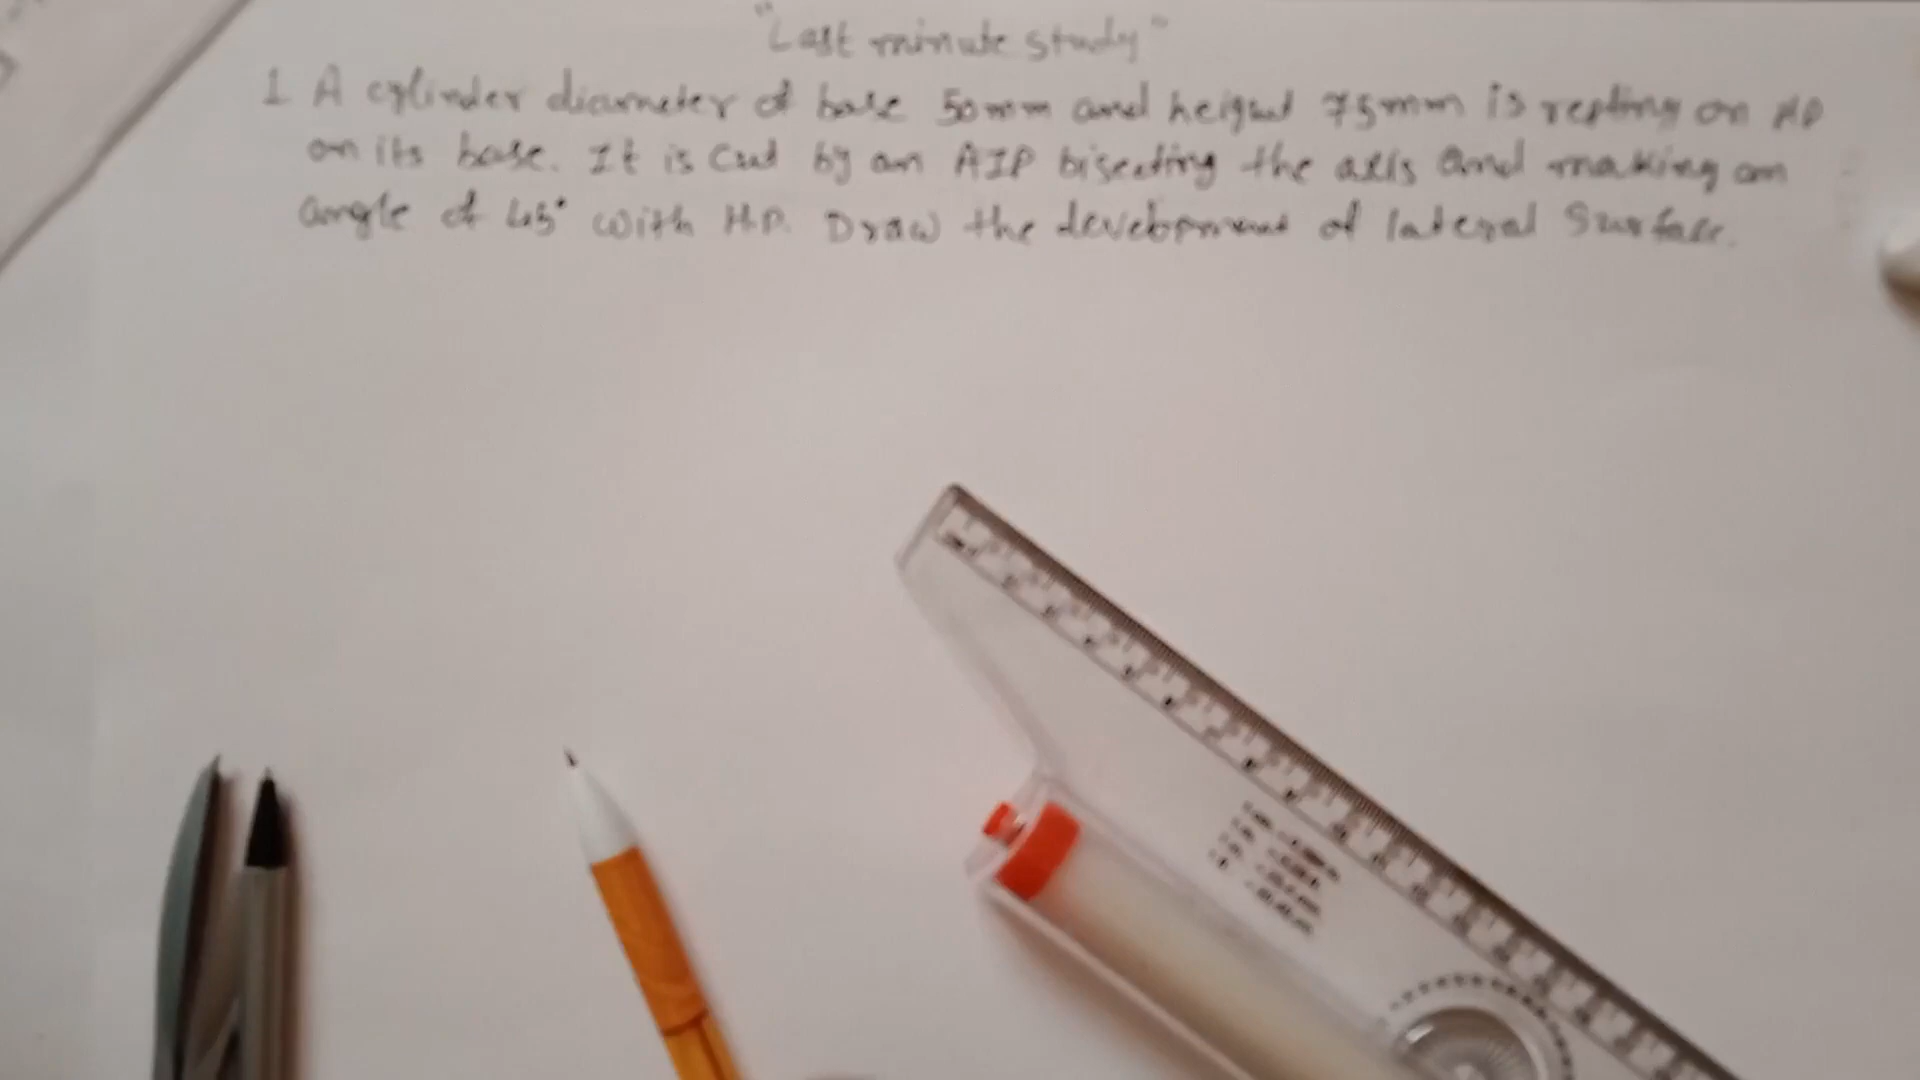 "Last minute study"
1 A cylinder diameter of base 50mm and height 75mm is resting on HP
on its base. It is Cut by an AIP bisecting the axis and making an
angle of 45° with H.P. Draw the development of lateral Surface.